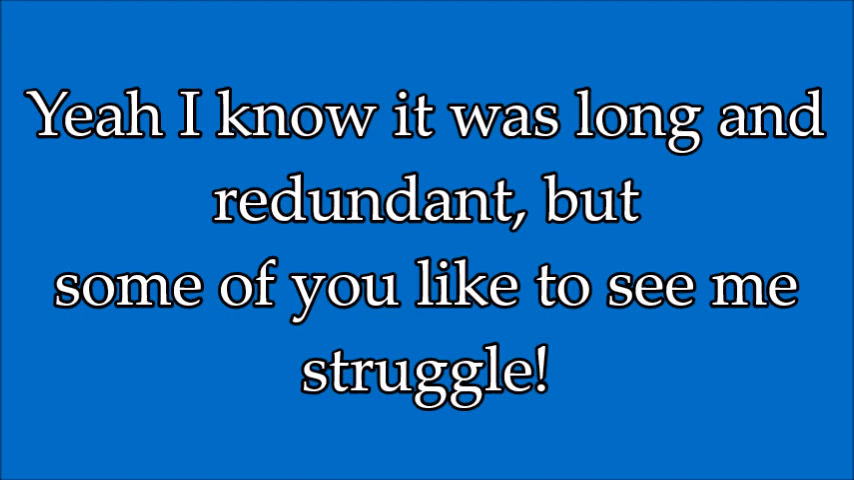 Yeah I know it was long and
redundant, but
some of you like to see me
struggle!